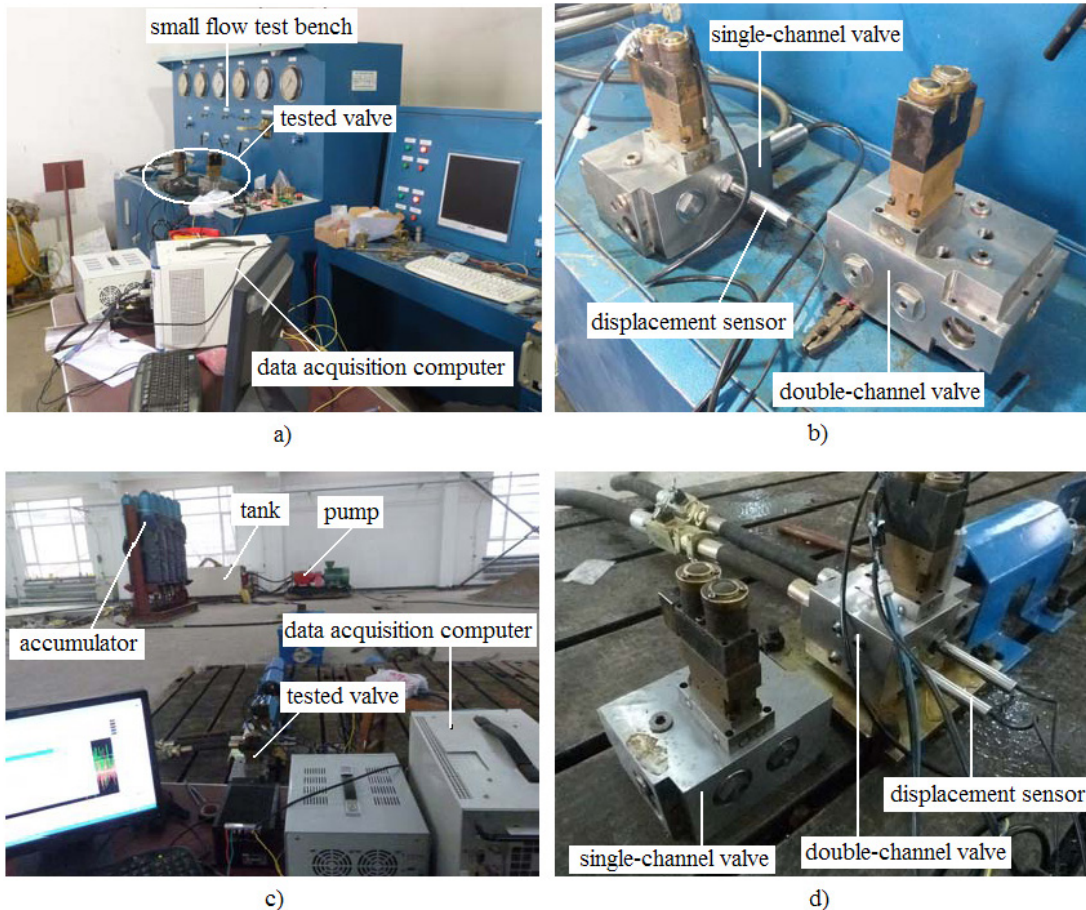 small flow test bench
tested valve
data acquisition computer
a)
single-channel valve
displacement sensor
double-channel valve
b)
tank
pump
accumulator
data acquisition computer
tested valve
c)
displacement sensor
single-channel valve
double-channel valve
d)